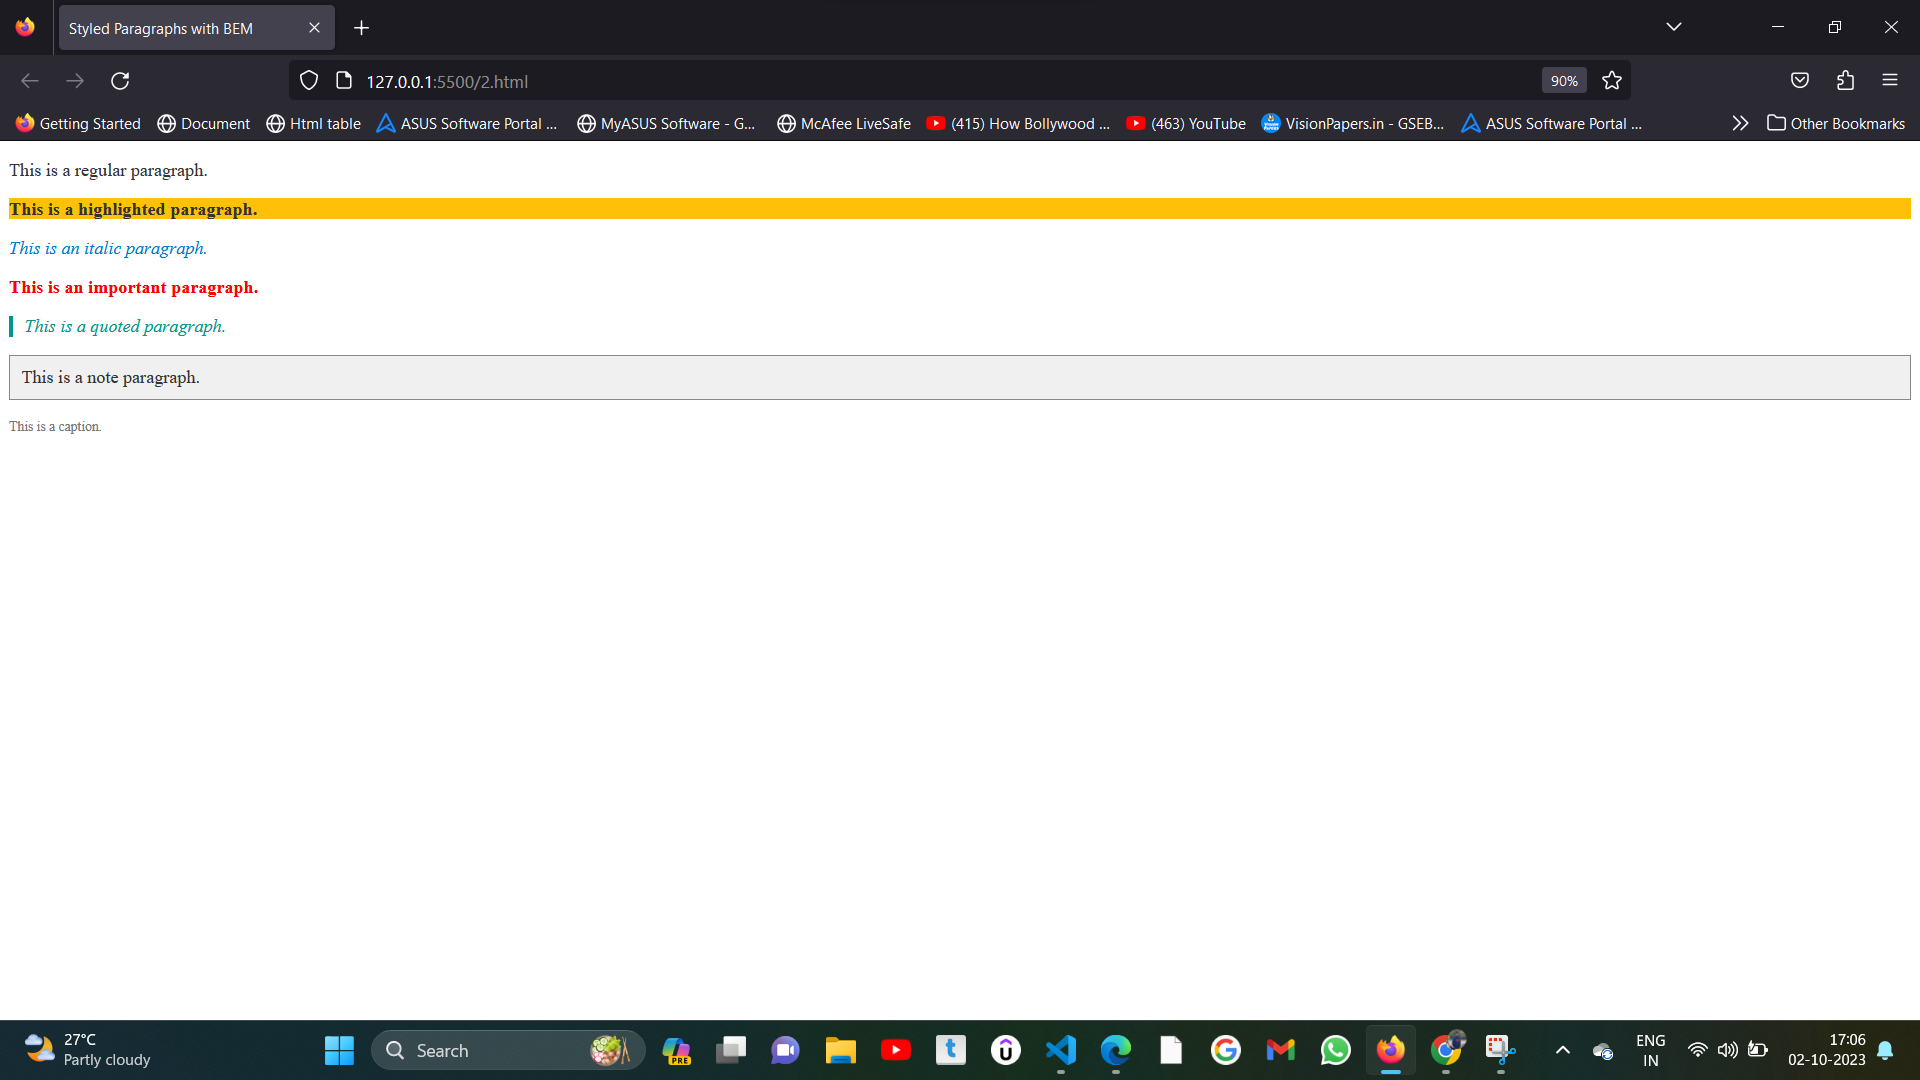 Styled Paragraphs with BEM
127.0.0.1:5500/2.html
90%
Getting Started
Document
Html table
ASUS Software Portal ...
MyASUS Software - G...
McAfee LiveSafe
(415) How Bollywood ...
(463) YouTube
VisionPapers.in - GSEB...
ASUS Software Portal ...
Other Bookmarks
This is a regular paragraph.
This is a highlighted paragraph.
This is an italic paragraph.
This is an important paragraph.
This is a quoted paragraph.
This is a note paragraph.
This is a caption.
27°C
Partly cloudy
Search
PRE
ENG
IN
17:06
02-10-2023